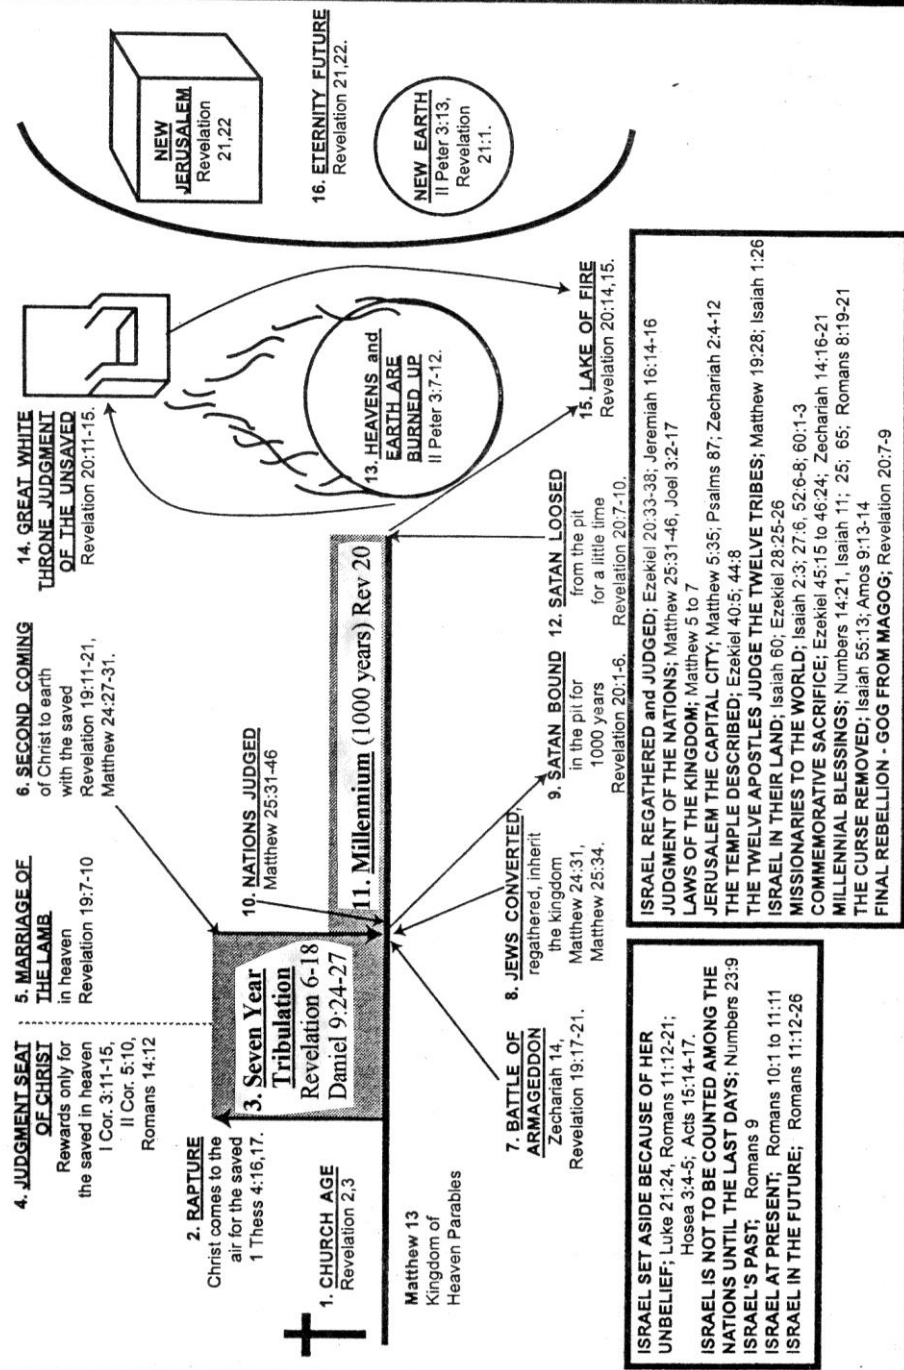 4. JUDGMENT SEAT
OF CHRIST
Rewards only for
the saved in heaven
I Cor. 3:11-15,
II Cor. 5:10,
Romans 14:12
5. MARRIAGE OF
THE LAMB
in heaven
Revelation 19:7-10
6. SECOND COMING
of Christ to earth
with the saved
Revelation 19:11-21,
Matthew 24:27-31.
14. GREAT WHITE
THRONE JUDGMENT
OF THE UNSAVED
Revelation 20:11-15.
NEW
JERUSALEM
Revelation
21,22
2. RAPTURE
Christ comes to the
air for the saved
1 Thess 4:16,17.
3. Seven Year
Tribulation
Revelation 6-18
Daniel 9:24-27
10. NATIONS JUDGED
Matthew 25:31-46
11. Millennium (1000 years) Rev 20
13. HEAVENS and
EARTH ARE
BURNED UP
II Peter 3:7-12.
16. ETERNITY FUTURE
Revelation 21,22.
1. CHURCH AGE
Revelation 2,3
Matthew 13
Kingdom of
Heaven Parables
7. BATTLE OF
ARMAGEDDON
Zechariah 14,
Revelation 19:17-21.
8. JEWS CONVERTED,
regathered, inherit
the kingdom
Matthew 24:31,
Matthew 25:34.
9. SATAN BOUND
in the pit for
1000 years
Revelation 20:1-6.
12. SATAN LOOSED
from the pit
for a little time
Revelation 20:7-10.
15. LAKE OF FIRE
Revelation 20:14,15.
NEW EARTH
II Peter 3:13,
Revelation
21:1.
ISRAEL SET ASIDE BECAUSE OF HER
UNBELIEF; Luke 21:24, Romans 11:12-21;
Hosea 3:4-5; Acts 15:14-17.
ISRAEL IS NOT TO BE COUNTED AMONG THE
NATIONS UNTIL THE LAST DAYS; Numbers 23:9
ISRAEL'S PAST; Romans 9
ISRAEL AT PRESENT; Romans 10:1 to 11:11
ISRAEL IN THE FUTURE; Romans 11:12-26
ISRAEL REGATHERED and JUDGED; Ezekiel 20:33-38; Jeremiah 16:14-16
JUDGMENT OF THE NATIONS; Matthew 25:31-46, Joel 3:2-17
LAWS OF THE KINGDOM; Matthew 5 to 7
JERUSALEM THE CAPITAL CITY; Matthew 5:35; Psalms 87; Zechariah 2:4-12
THE TEMPLE DESCRIBED; Ezekiel 40:5; 44:8
THE TWELVE APOSTLES JUDGE THE TWELVE TRIBES; Matthew 19:28; Isaiah 1:26
ISRAEL IN THEIR LAND; Isaiah 60; Ezekiel 28:25-26
MISSIONARIES TO THE WORLD; Isaiah 2:3; 27:6, 52:6-8; 60:1-3
COMMEMORATIVE SACRIFICE; Ezekiel 45:15 to 46:24; Zechariah 14:16-21
MILLENNIAL BLESSINGS; Numbers 14:21, Isaiah 11; 25; 65; Romans 8:19-21
THE CURSE REMOVED; Isaiah 55:13; Amos 9:13-14
FINAL REBELLION - GOG FROM MAGOG; Revelation 20:7-9